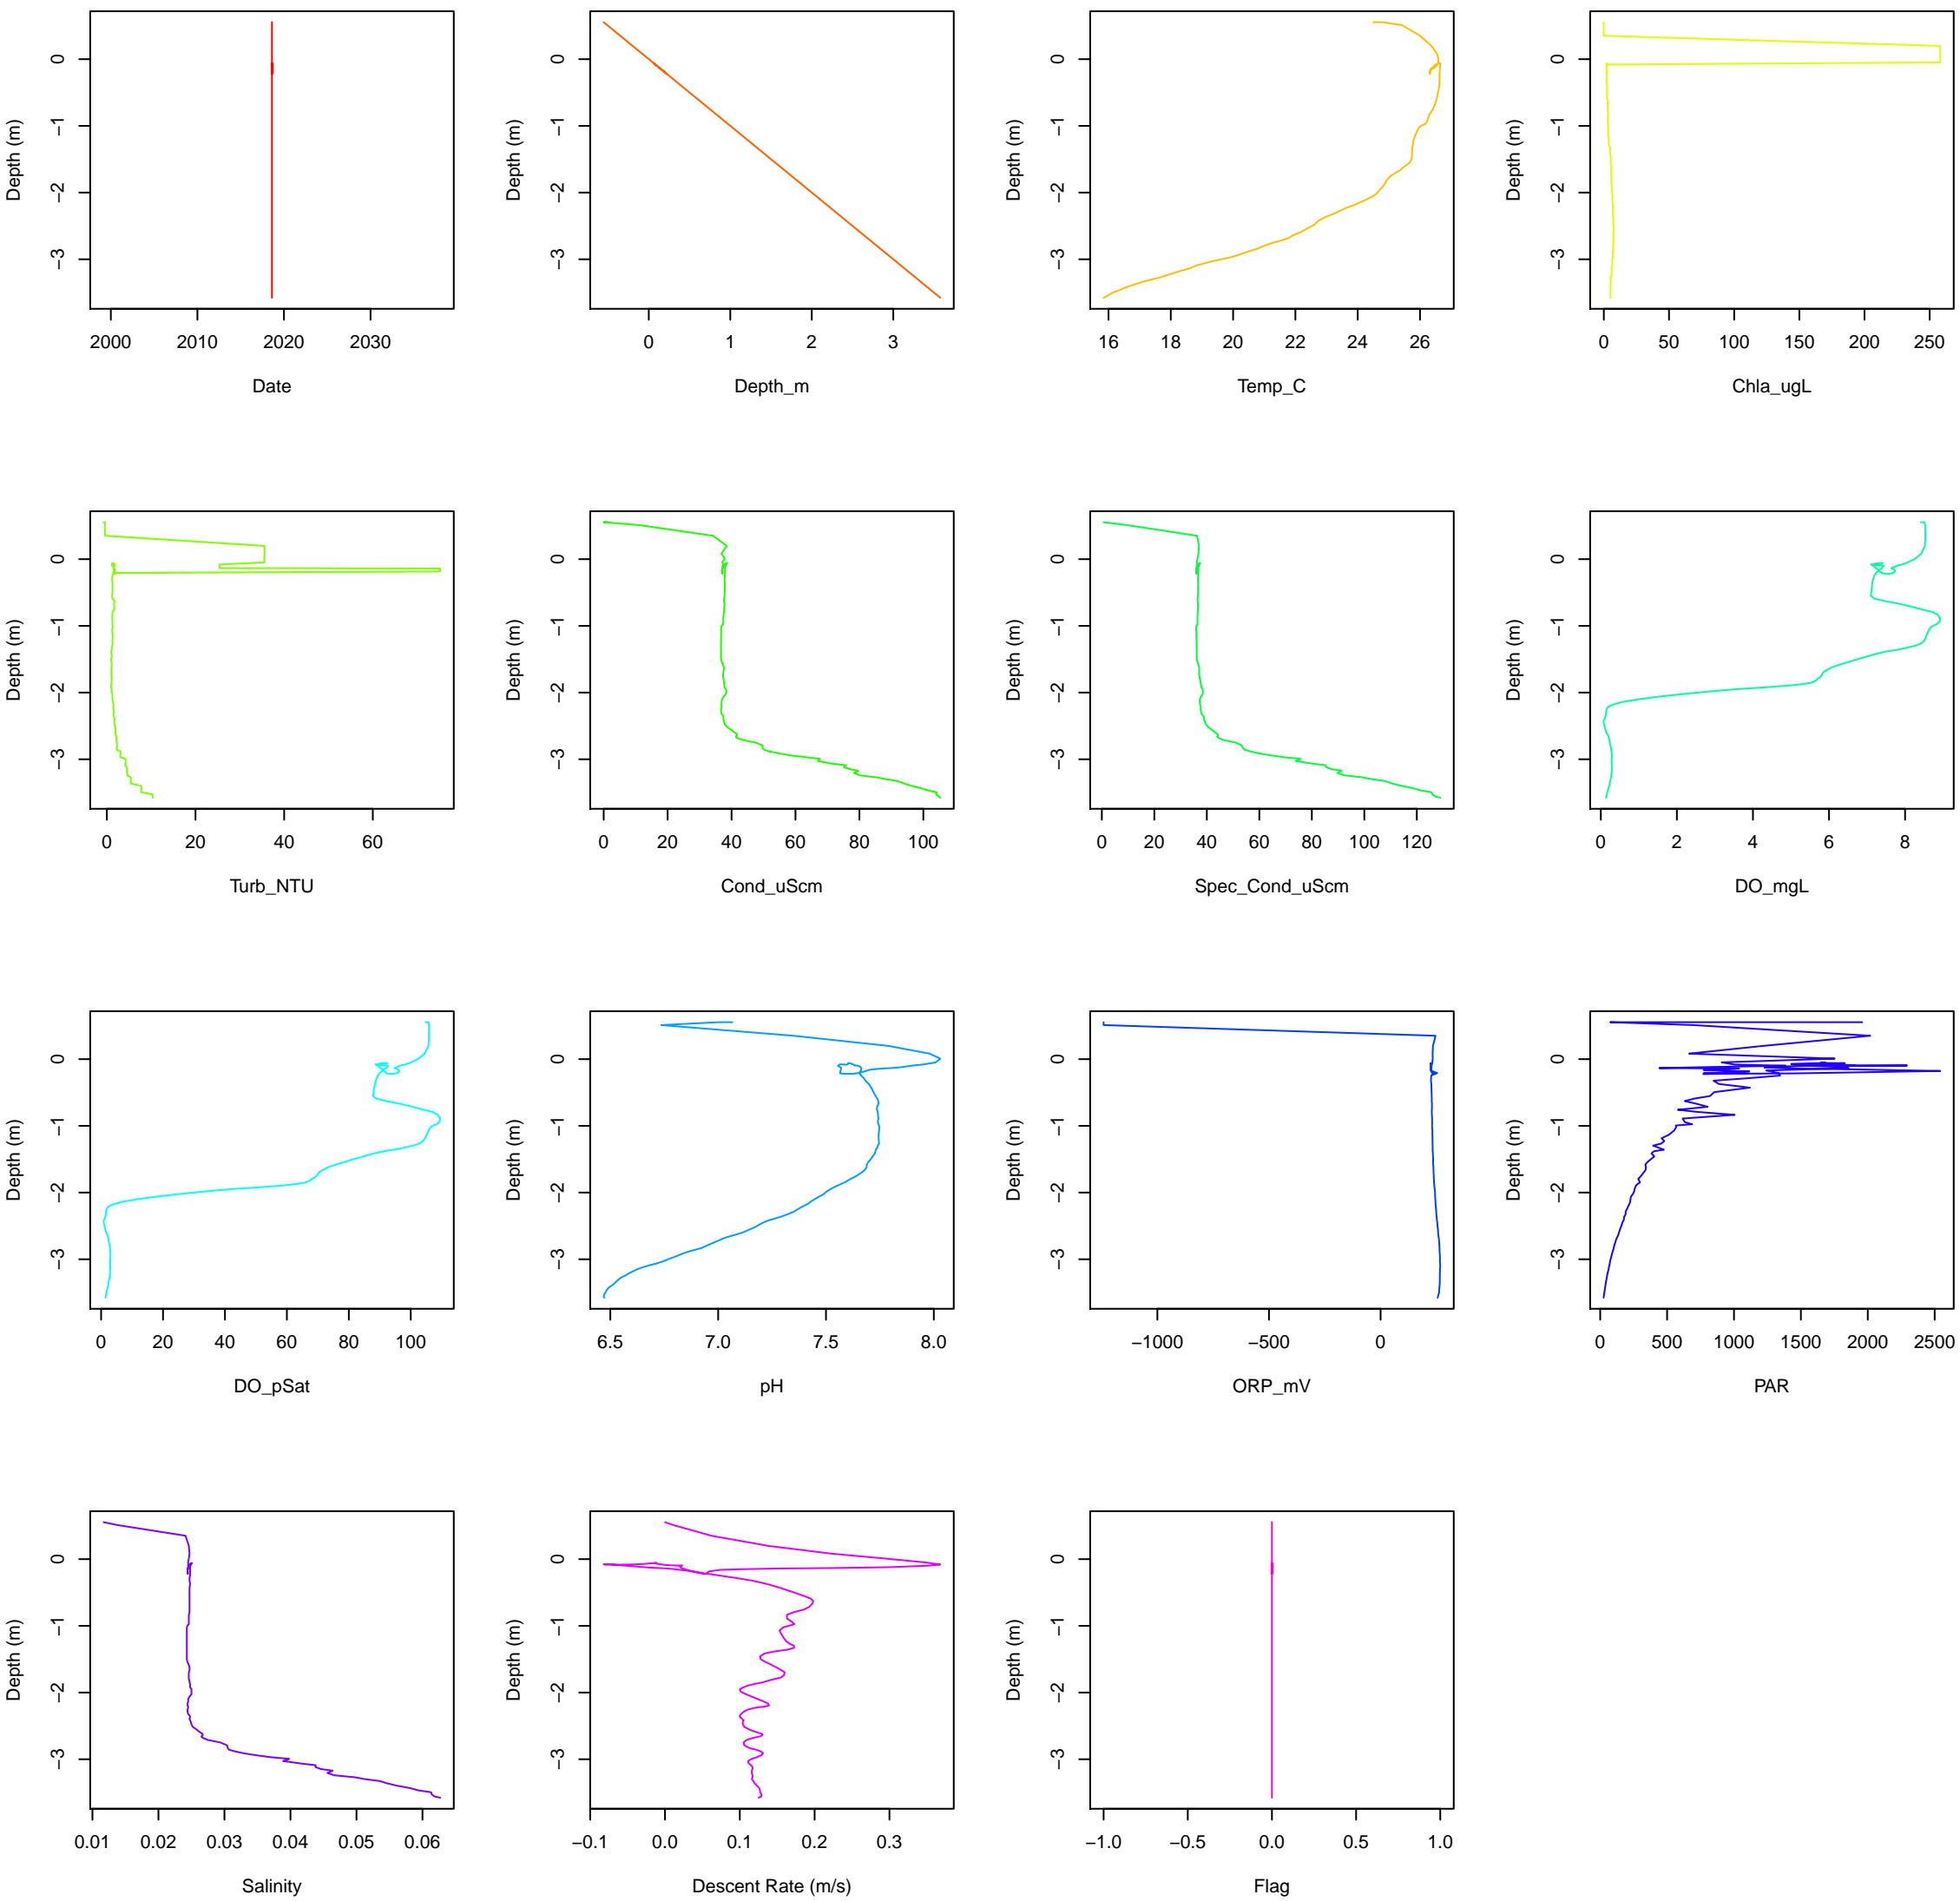 Depth (m)
0
−1
−2
−3
2000 2010 2020 2030
Date
Depth (m)
0
−1
−2
−3
0 1 2 3
Depth_m
Depth (m)
0
−1
−2
−3
16 18 20 22 24 26
Temp_C
Depth (m)
0
−1
−2
−3
0 50 100 150 200 250
Chla_ugL
Depth (m)
0
−1
−2
−3
0 20 40 60
Turb_NTU
Depth (m)
0
−1
−2
−3
0 20 40 60 80 100
Cond_uScm
Depth (m)
0
−1
−2
−3
0 20 40 60 80 100 120
Spec_Cond_uScm
Depth (m)
0
−1
−2
−3
0 2 4 6 8
DO_mgL
Depth (m)
0
−1
−2
−3
0 20 40 60 80 100
DO_pSat
Depth (m)
0
−1
−2
−3
6.5 7.0 7.5 8.0
pH
Depth (m)
0
−1
−2
−3
−1000 −500 0
ORP_mV
Depth (m)
0
−1
−2
−3
0 500 1000 1500 2000 2500
PAR
Depth (m)
0
−1
−2
−3
0.01 0.02 0.03 0.04 0.05 0.06
Salinity
Depth (m)
0
−1
−2
−3
−0.1 0.0 0.1 0.2 0.3
Descent Rate (m/s)
Depth (m)
0
−1
−2
−3
−1.0 −0.5 0.0 0.5 1.0
Flag